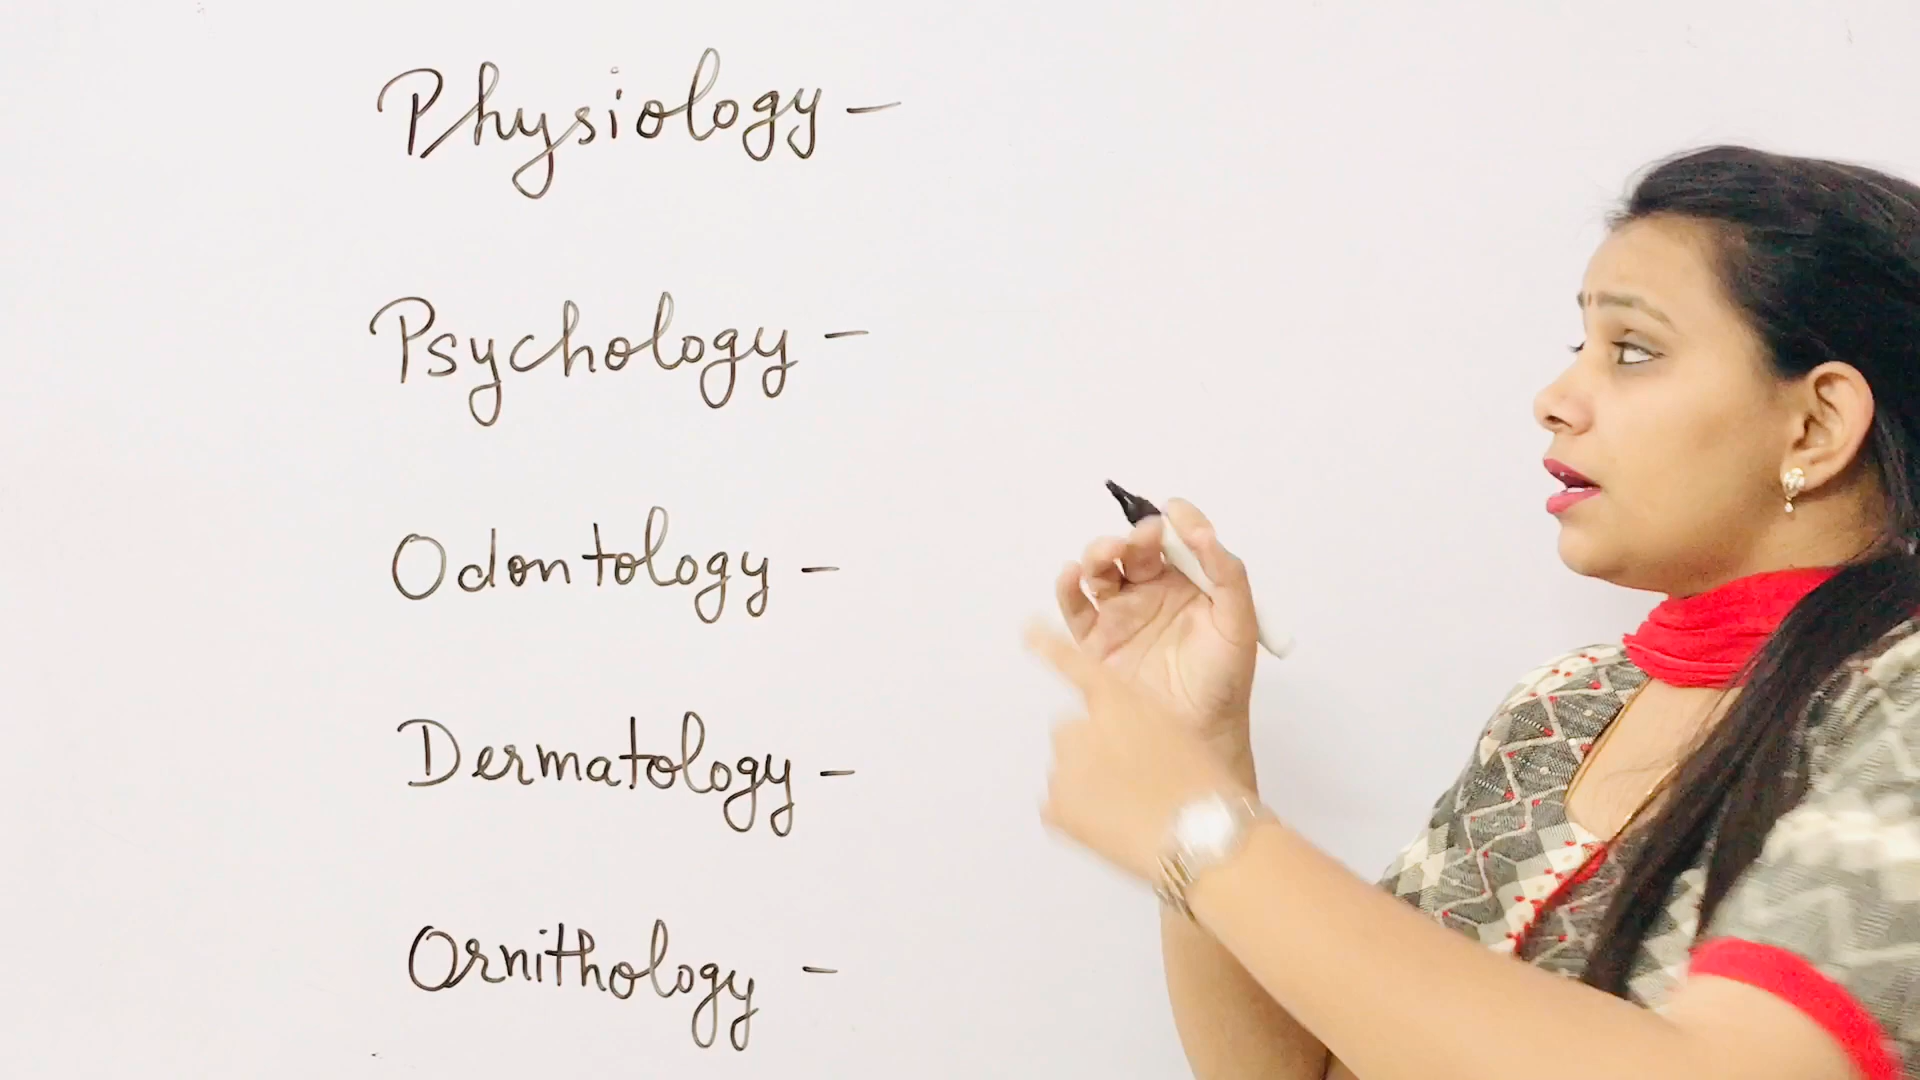 Physiology -
Psychology -
Odontology -
Dermatology -
Ornithology -